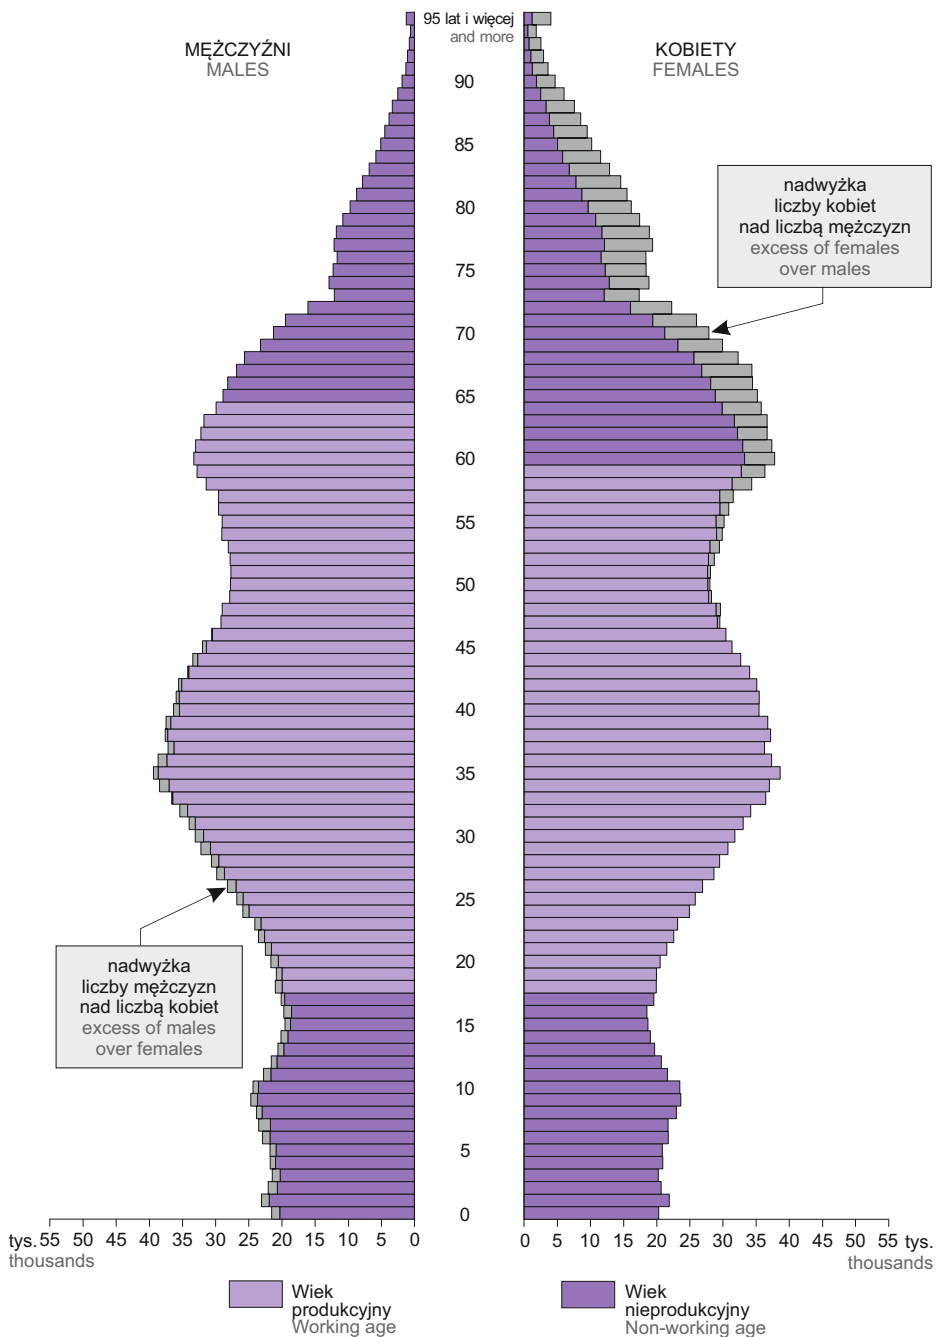 95 lat i więcej
and more
MĘŻCZYŹNI
MALES
KOBIETY
FEMALES
90
85
80
75
70
65
60
55
50
45
40
35
30
25
20
15
10
5
0
nadwyżka
liczby kobiet
nad liczbą mężczyzn
excess of females
over males
nadwyżka
liczby mężczyzn
nad liczbą kobiet
excess of males
over females
tys. 55 50 45 40 35 30 25 20 15 10 5 0
thousands
0 5 10 15 20 25 30 35 40 45 50 55 tys.
thousands
Wiek
produkcyjny
Working age
Wiek
nieprodukcyjny
Non-working age